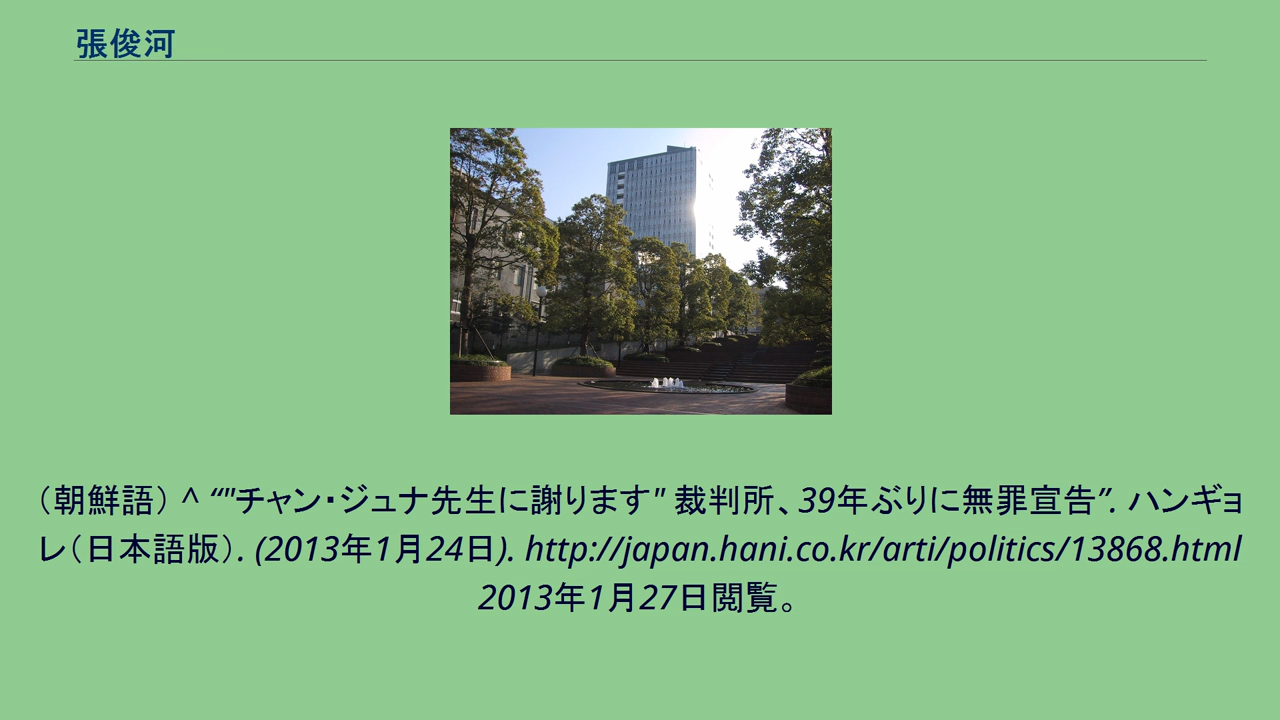 張俊河
（朝鮮語） ^ “"チャン・ジュナ先生に謝ります" 裁判所、39年ぶりに無罪宣告”. ハンギョ
レ（日本語版）. (2013年1月24日). http://japan.hani.co.kr/arti/politics/13868.html
2013年1月27日閲覧。